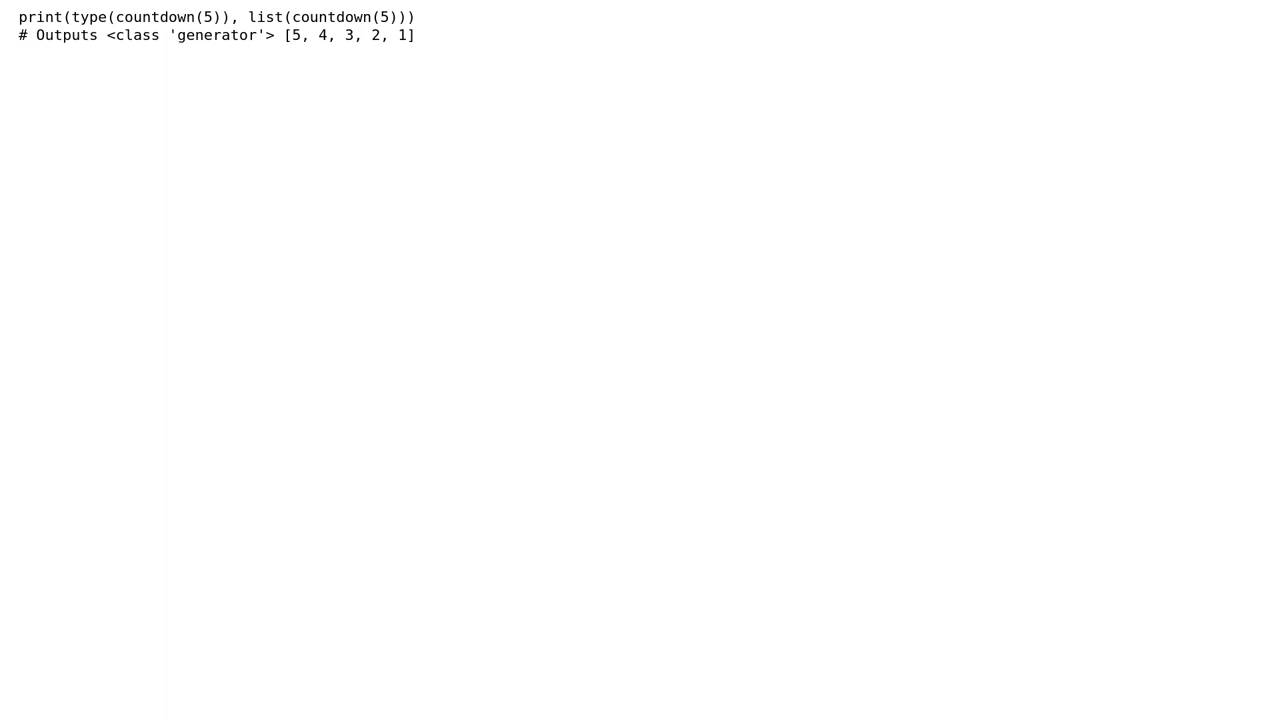 print(type(countdown(5)), list(countdown(5)))
# Outputs <class 'generator'> [5, 4, 3, 2, 1]